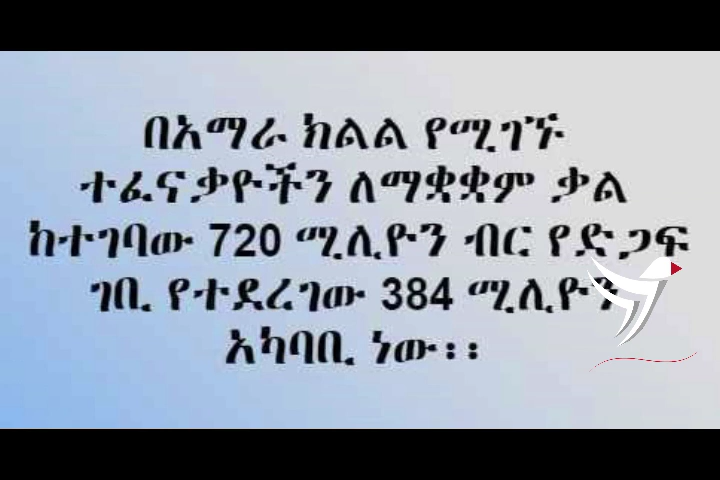 በአማራ ክልል የሚገኙ
ተፈናቃዮችን ለማቋቋም ቃል
ከተገባው 720 ሚሊዮን ብር የድጋፍ
ገቢ የተደረገው 384 ሚሊዮን
አካባቢ ነው፡፡